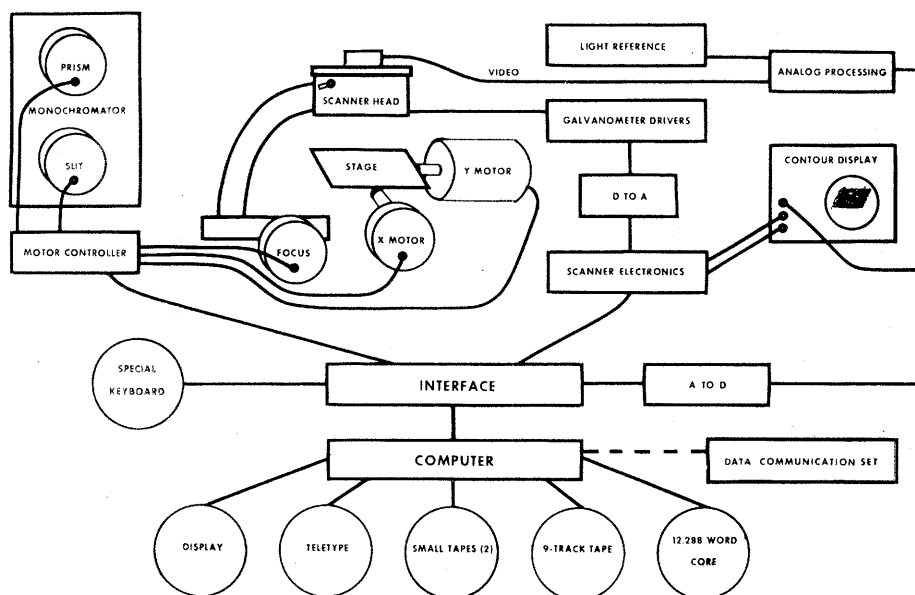 PRISM
MONOCHROMATOR
SLIT
MOTOR CONTROLLER
SCANNER HEAD
VIDEO
LIGHT REFERENCE
ANALOG PROCESSING
GALVANOMETER DRIVERS
STAGE
Y MOTOR
X MOTOR
FOCUS
D TO A
CONTOUR DISPLAY
SCANNER ELECTRONICS
SPECIAL
KEYBOARD
INTERFACE
A TO D
COMPUTER
DATA COMMUNICATION SET
DISPLAY
TELETYPE
SMALL TAPES (2)
9-TRACK TAPE
12.288 WORD
CORE